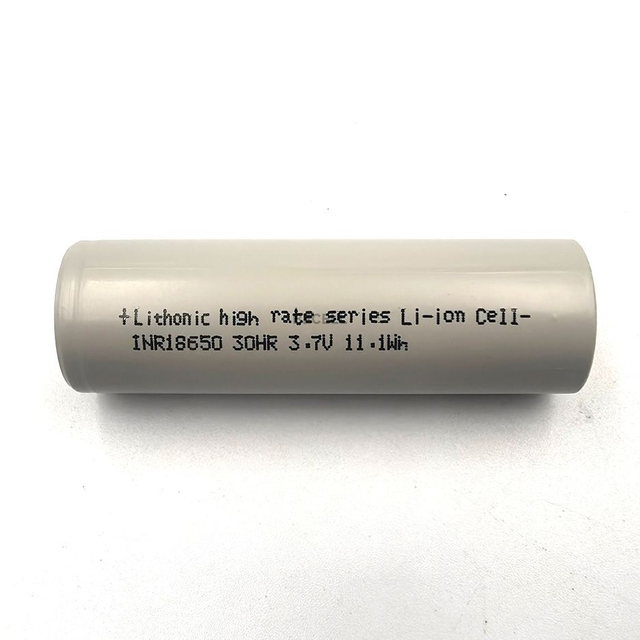 +Lithonic high rate series Li-ion Cell-
INR18650 30HR 3.7V 11.1Wh